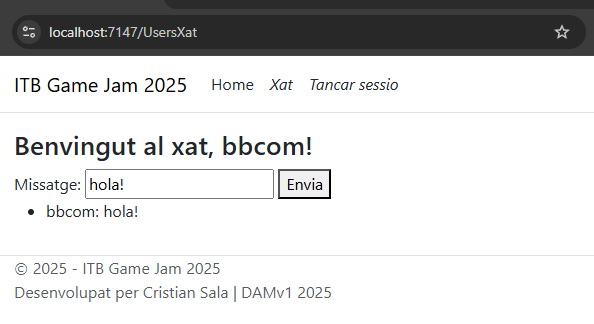 localhost:7147/UsersXat
ITB Game Jam 2025 Home Xat Tancar sessio
Benvingut al xat, bbcom!
Missatge: hola! Envia
bbcom: hola!
© 2025 - ITB Game Jam 2025
Desenvolupat per Cristian Sala | DAMv1 2025